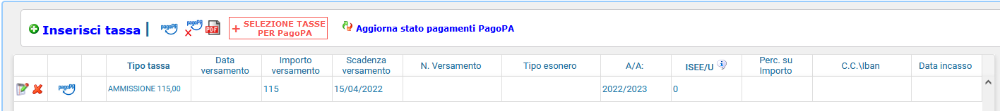 Inserisci tassa
pagoPA
pagoPA
PDF
+ SELEZIONE TASSE
PER PagoPA
Aggiorna stato pagamenti PagoPA
Tipo tassa
Data
versamento
Importo
versamento
Scadenza
versamento
N. Versamento
Tipo esonero
A/A:
ISEE/U
Perc. su
Importo
C.C.\Iban
Data incasso
pagoPA
AMMISSIONE 115,00
115
15/04/2022
2022/2023
0